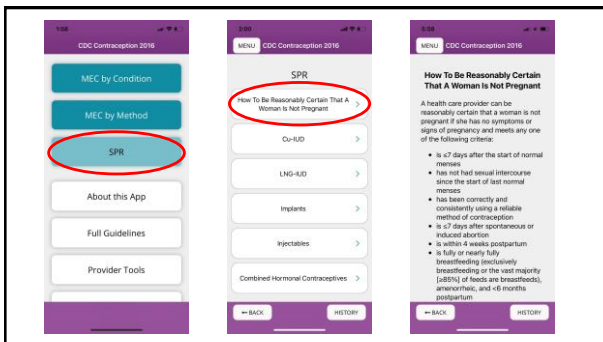 1:58
CDC Contraception 2016
MEC by Condition
MEC by Method
SPR
About this App
Full Guidelines
Provider Tools
MENU CDC Contraception 2016
SPR
How To Be Reasonably Certain That A
Woman Is Not Pregnant
Cu-IUD
LNG-IUD
Implants
Injectables
Combined Hormonal Contraceptives
BACK HISTORY
MENU CDC Contraception 2016
How To Be Reasonably Certain
That A Woman Is Not Pregnant
A health care provider can be
reasonably certain that a woman is not
pregnant if she has no symptoms or
signs of pregnancy and meets any one
of the following criteria:
• is ≤7 days after the start of normal
menses
• has not had sexual intercourse
since the start of last normal
menses
• has been correctly and
consistently using a reliable
method of contraception
• is ≤7 days after spontaneous or
induced abortion
• is within 4 weeks postpartum
• is fully or nearly fully
breastfeeding (exclusively
breastfeeding or the vast majority
[≥85%] of feeds are breastfeeds),
amenorrheic, and <6 months
postpartum
BACK HISTORY